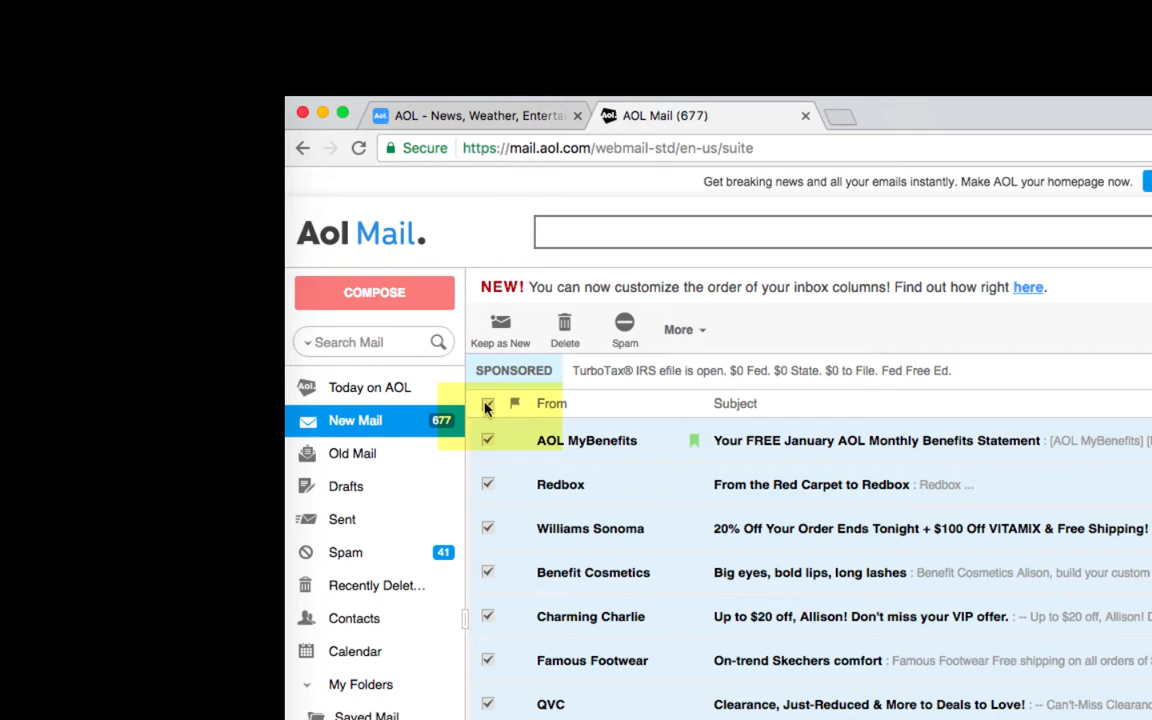 AOL - News, Weather, Enterta
AOL Mail (677)
Secure https://mail.aol.com/webmail-std/en-us/suite
Get breaking news and all your emails instantly. Make AOL your homepage now.
Aol Mail.
COMPOSE
NEW! You can now customize the order of your inbox columns! Find out how right here.
Search Mail
Keep as New
Delete
Spam
More
SPONSORED TurboTax® IRS efile is open. $0 Fed. $0 State. $0 to File. Fed Free Ed.
Today on AOL
New Mail 677
Old Mail
Drafts
Sent
Spam 41
Recently Delet...
Contacts
Calendar
My Folders
Saved Mail
From Subject
AOL MyBenefits Your FREE January AOL Monthly Benefits Statement : [AOL MyBenefits] [
Redbox From the Red Carpet to Redbox : Redbox ...
Williams Sonoma 20% Off Your Order Ends Tonight + $100 Off VITAMIX & Free Shipping!
Benefit Cosmetics Big eyes, bold lips, long lashes : Benefit Cosmetics Alison, build your custom
Charming Charlie Up to $20 off, Allison! Don't miss your VIP offer. : -- Up to $20 off, Allison!
Famous Footwear On-trend Skechers comfort : Famous Footwear Free shipping on all orders of
QVC Clearance, Just-Reduced & More to Deals to Love! : -- Can't-Miss Clearance